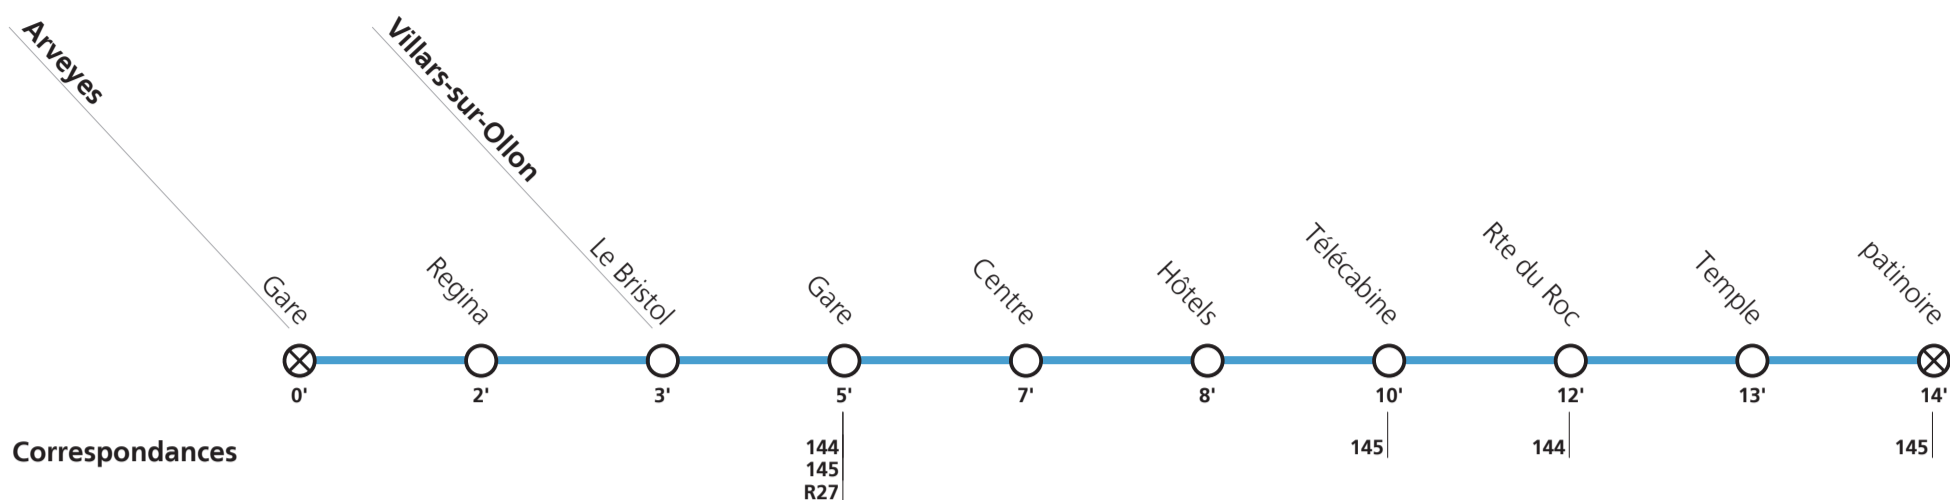 Arveyes
Villars-sur-Ollon
Gare
Regina
Le Bristol
Gare
Centre
Hôtels
Télécabine
Rte du Roc
Temple
patinoire
0' 2' 3' 5' 7' 8' 10' 12' 13' 14'
Correspondances
144 145 144 145
145
R27